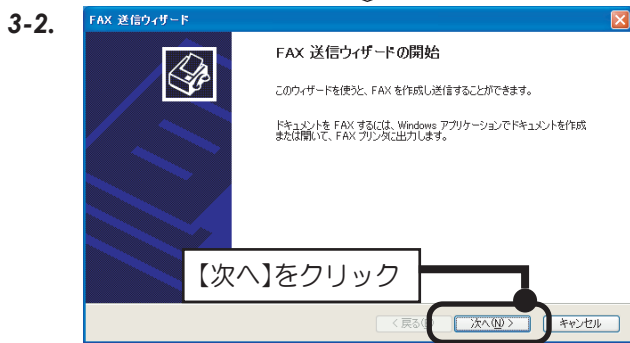 3-2.
FAX 送信ウィザード
FAX 送信ウィザードの開始
このウィザードを使うと、FAX を作成し送信することができます。
ドキュメントを FAX するには、Windows アプリケーションでドキュメントを作成
または開いて、FAX プリンタに出力します。
【次へ】をクリック
< 戻る 次へ(N) > キャンセル